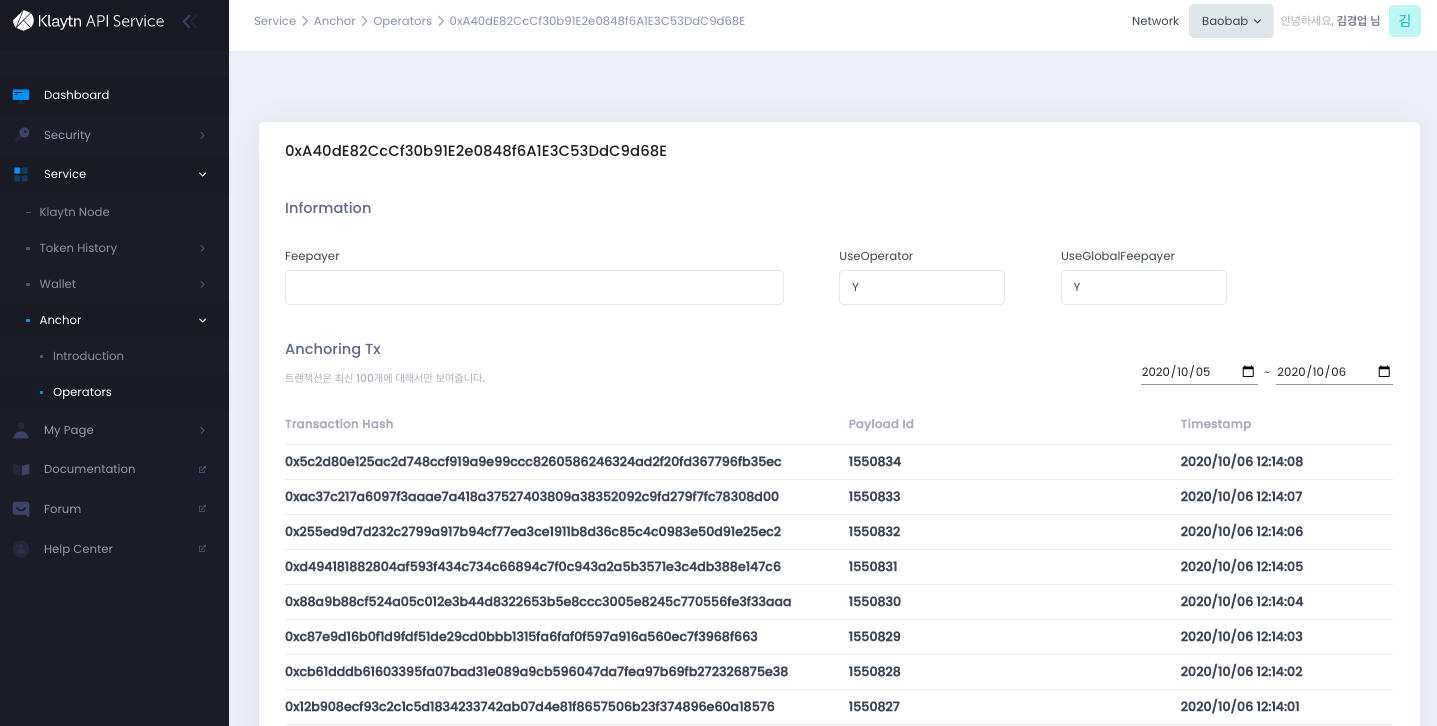 Klaytn API Service
Service > Anchor > Operators > 0xA40dE82CcCf30b91E2e0848f6A1E3C53DdC9d68E
Network Baobab 안녕하세요, 김경업 님 김
Dashboard
Security
Service
Klaytn Node
Token History
Wallet
Anchor
Introduction
Operators
My Page
Documentation
Forum
Help Center
0xA40dE82CcCf30b91E2e0848f6A1E3C53DdC9d68E
Information
Feepayer UseOperator UseGlobalFeepayer
Y Y
Anchoring Tx
트랜잭션은 최신 100개에 대해서만 보여줍니다.
2020/10/05 ~ 2020/10/06
Transaction Hash Payload Id Timestamp
0x5c2d80e125ac2d748ccf919a9e99ccc8260586246324ad2f20fd367796fb35ec 1550834 2020/10/06 12:14:08
0xac37c217a6097f3aaae7a418a37527403809a38352092c9fd279f7fc78308d00 1550833 2020/10/06 12:14:07
0x255ed9d7d232c2799a917b94cf77ea3ce1911b8d36c85c4c0983e50d91e25ec2 1550832 2020/10/06 12:14:06
0xd494181882804af593f434c734c66894c7f0c943a2a5b3571e3c4db388e147c6 1550831 2020/10/06 12:14:05
0x88a9b88cf524a05c012e3b44d8322653b5e8ccc3005e8245c770556fe3f33aaa 1550830 2020/10/06 12:14:04
0xc87e9d16b0f1d9fdf51de29cd0bbb1315fa6faf0f597a916a560ec7f3968f663 1550829 2020/10/06 12:14:03
0xcb61dddb61603395fa07bad31e089a9cb596047da7fea97b69fb272326875e38 1550828 2020/10/06 12:14:02
0x12b908ecf93c2c1c5d1834233742ab07d4e81f8657506b23f374896e60a18576 1550827 2020/10/06 12:14:01